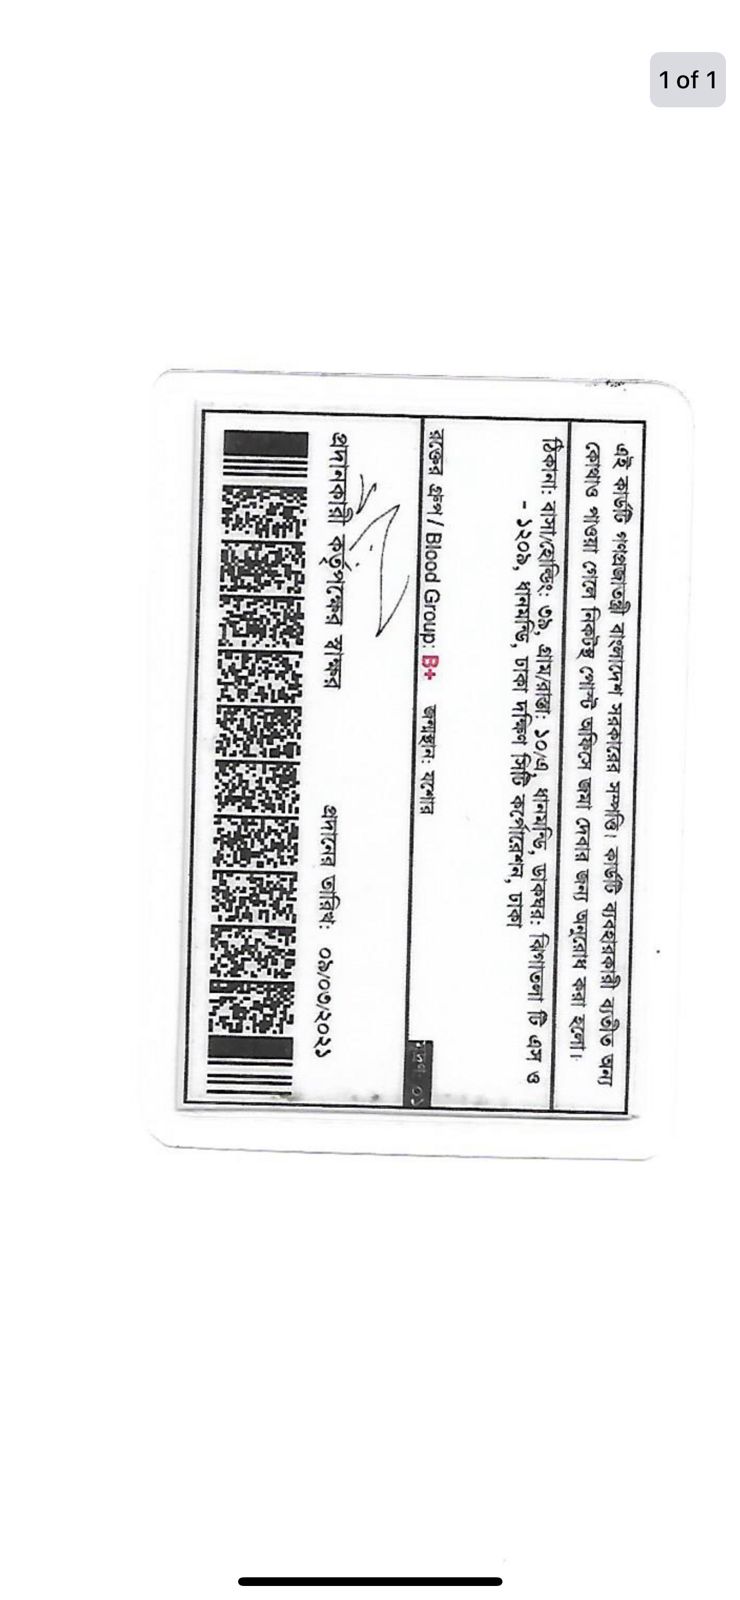 1 of 1
এই কার্ডটি গণপ্রজাতন্ত্রী বাংলাদেশ সরকারের সম্পত্তি। কার্ডটি ব্যবহারকারী ব্যতীত অন্য
কোথাও পাওয়া গেলে নিকটস্থ পোস্ট অফিসে জমা দেবার জন্য অনুরোধ করা হলো।
ঠিকানা: বাসা/হোল্ডিং: ৩৯, গ্রাম/রাস্তা: ১০/এ, ধানমন্ডি, ডাকঘর: ঝিগাতলা টি এস ও
- ১২০৯, ধানমন্ডি, ঢাকা দক্ষিণ সিটি কর্পোরেশন, ঢাকা
রক্তের গ্রুপ / Blood Group: B+ জন্মস্থান: যশোর
প্রদানকারী কর্তৃপক্ষের স্বাক্ষর প্রদানের তারিখ: ০৯/০৩/২০২১